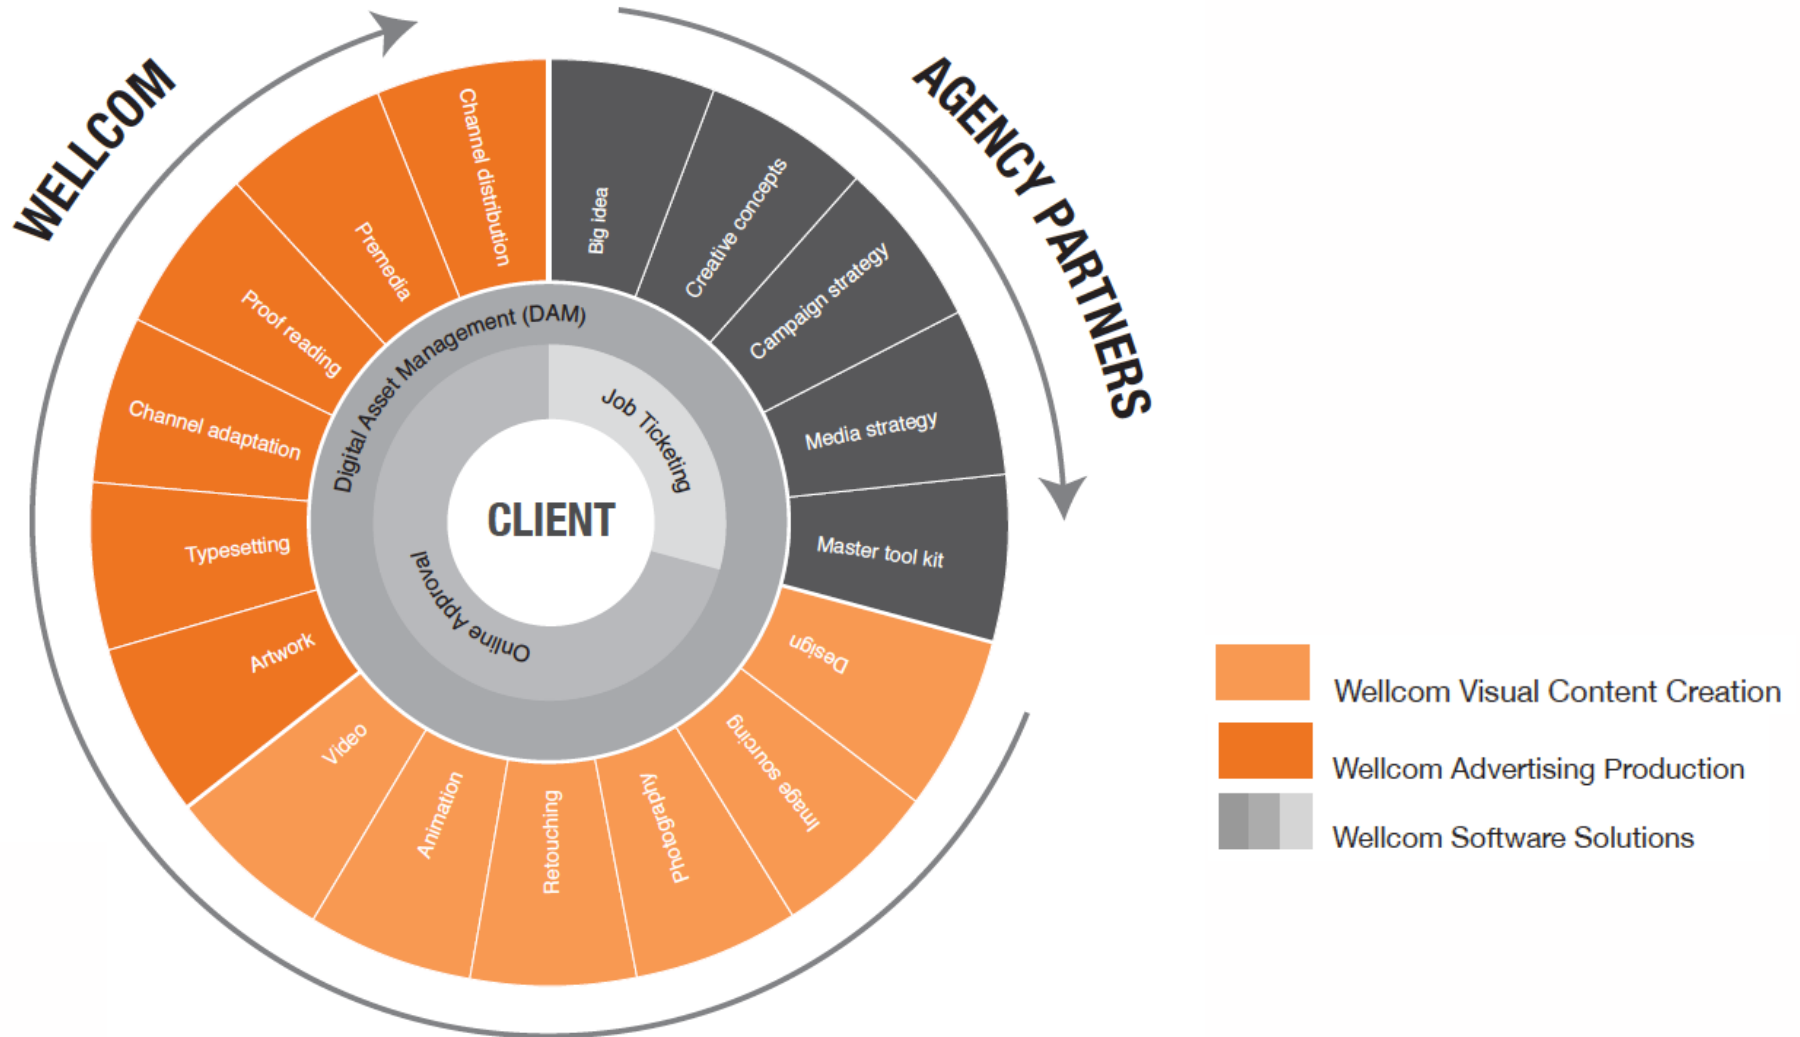 WELLCOM
AGENCY PARTNERS
Big idea
Creative concepts
Campaign strategy
Media strategy
Master tool kit
Design
Image sourcing
Photography
Retouching
Animation
Video
Artwork
Typesetting
Channel adaptation
Proof reading
Premedia
Channel distribution
Digital Asset Management (DAM)
Job Ticketing
Online Approval
CLIENT
Wellcom Visual Content Creation
Wellcom Advertising Production
Wellcom Software Solutions